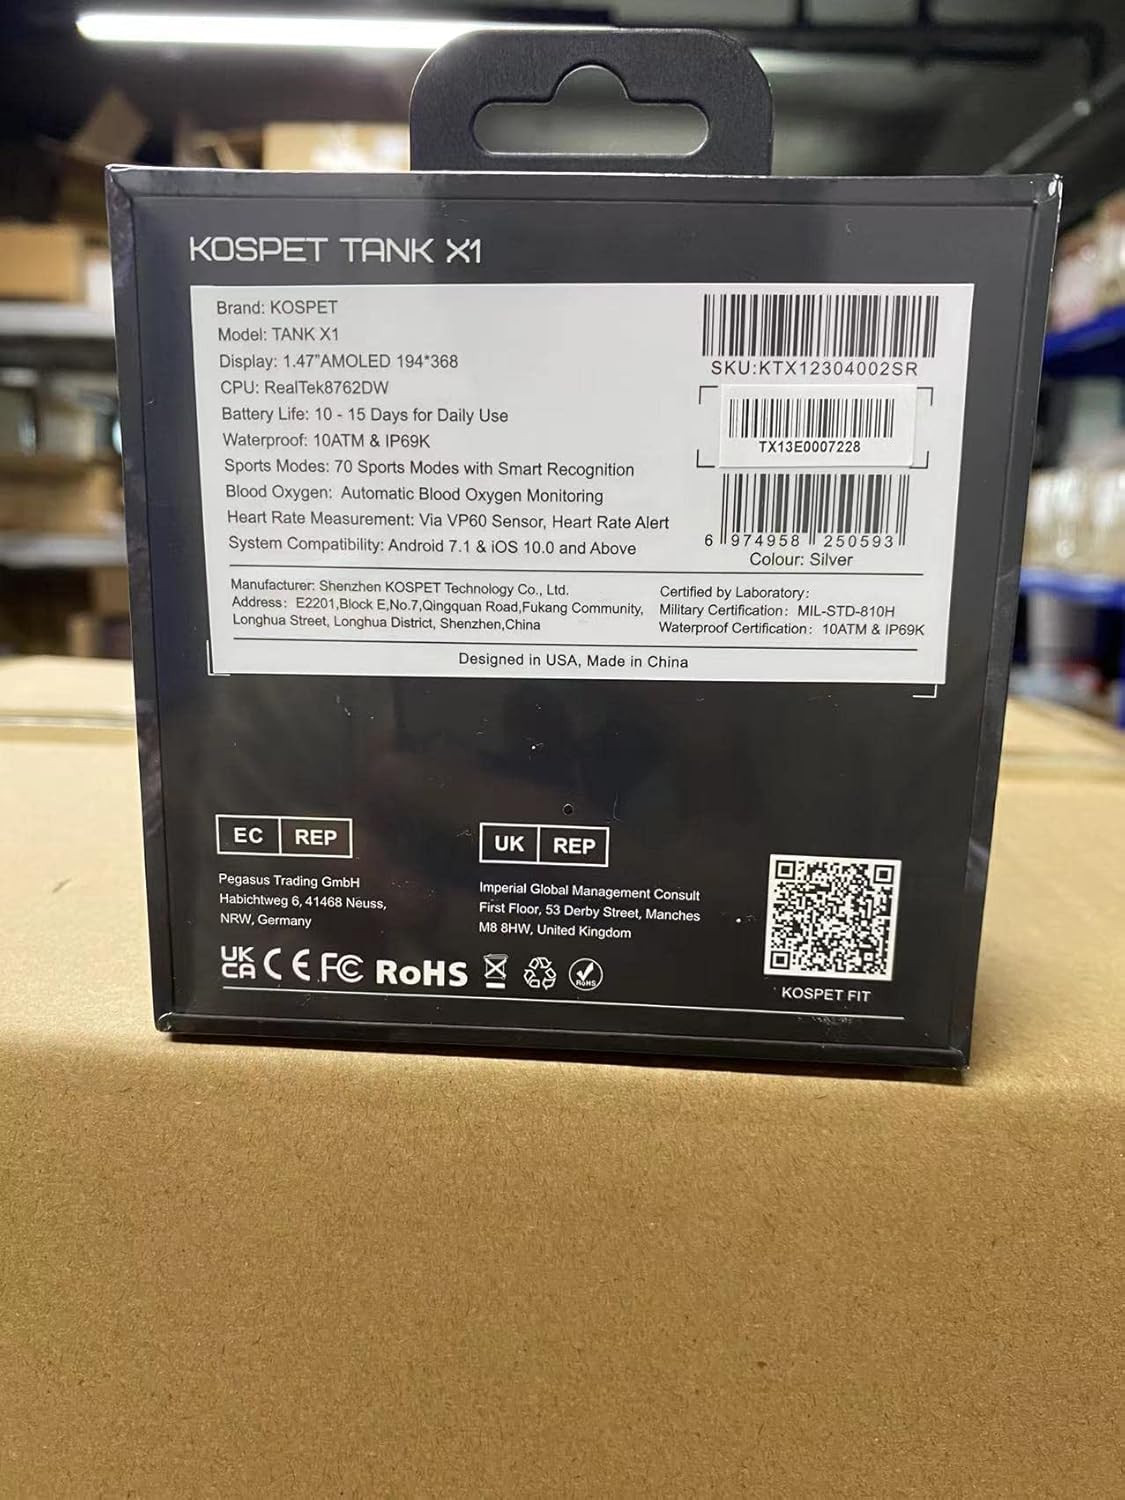 KOSPET TANK X1
Brand: KOSPET
Model: TANK X1
Display: 1.47"AMOLED 194*368
CPU: RealTek8762DW
Battery Life: 10 - 15 Days for Daily Use
Waterproof: 10ATM & IP69K
Sports Modes: 70 Sports Modes with Smart Recognition
Blood Oxygen: Automatic Blood Oxygen Monitoring
Heart Rate Measurement: Via VP60 Sensor, Heart Rate Alert
System Compatibility: Android 7.1 & iOS 10.0 and Above
SKU:KTX12304002SR
TX13E0007228
6 974958 250593
Colour: Silver
Manufacturer: Shenzhen KOSPET Technology Co., Ltd.
Address: E2201,Block E,No.7,Qingquan Road,Fukang Community,
Longhua Street, Longhua District, Shenzhen,China
Certified by Laboratory:
Military Certification: MIL-STD-810H
Waterproof Certification: 10ATM & IP69K
Designed in USA, Made in China
EC REP
Pegasus Trading GmbH
Habichtweg 6, 41468 Neuss,
NRW, Germany
UK REP
Imperial Global Management Consult
First Floor, 53 Derby Street, Manches
M8 8HW, United Kingdom
UK
CA CE FC RoHS
RoHS
KOSPET FIT